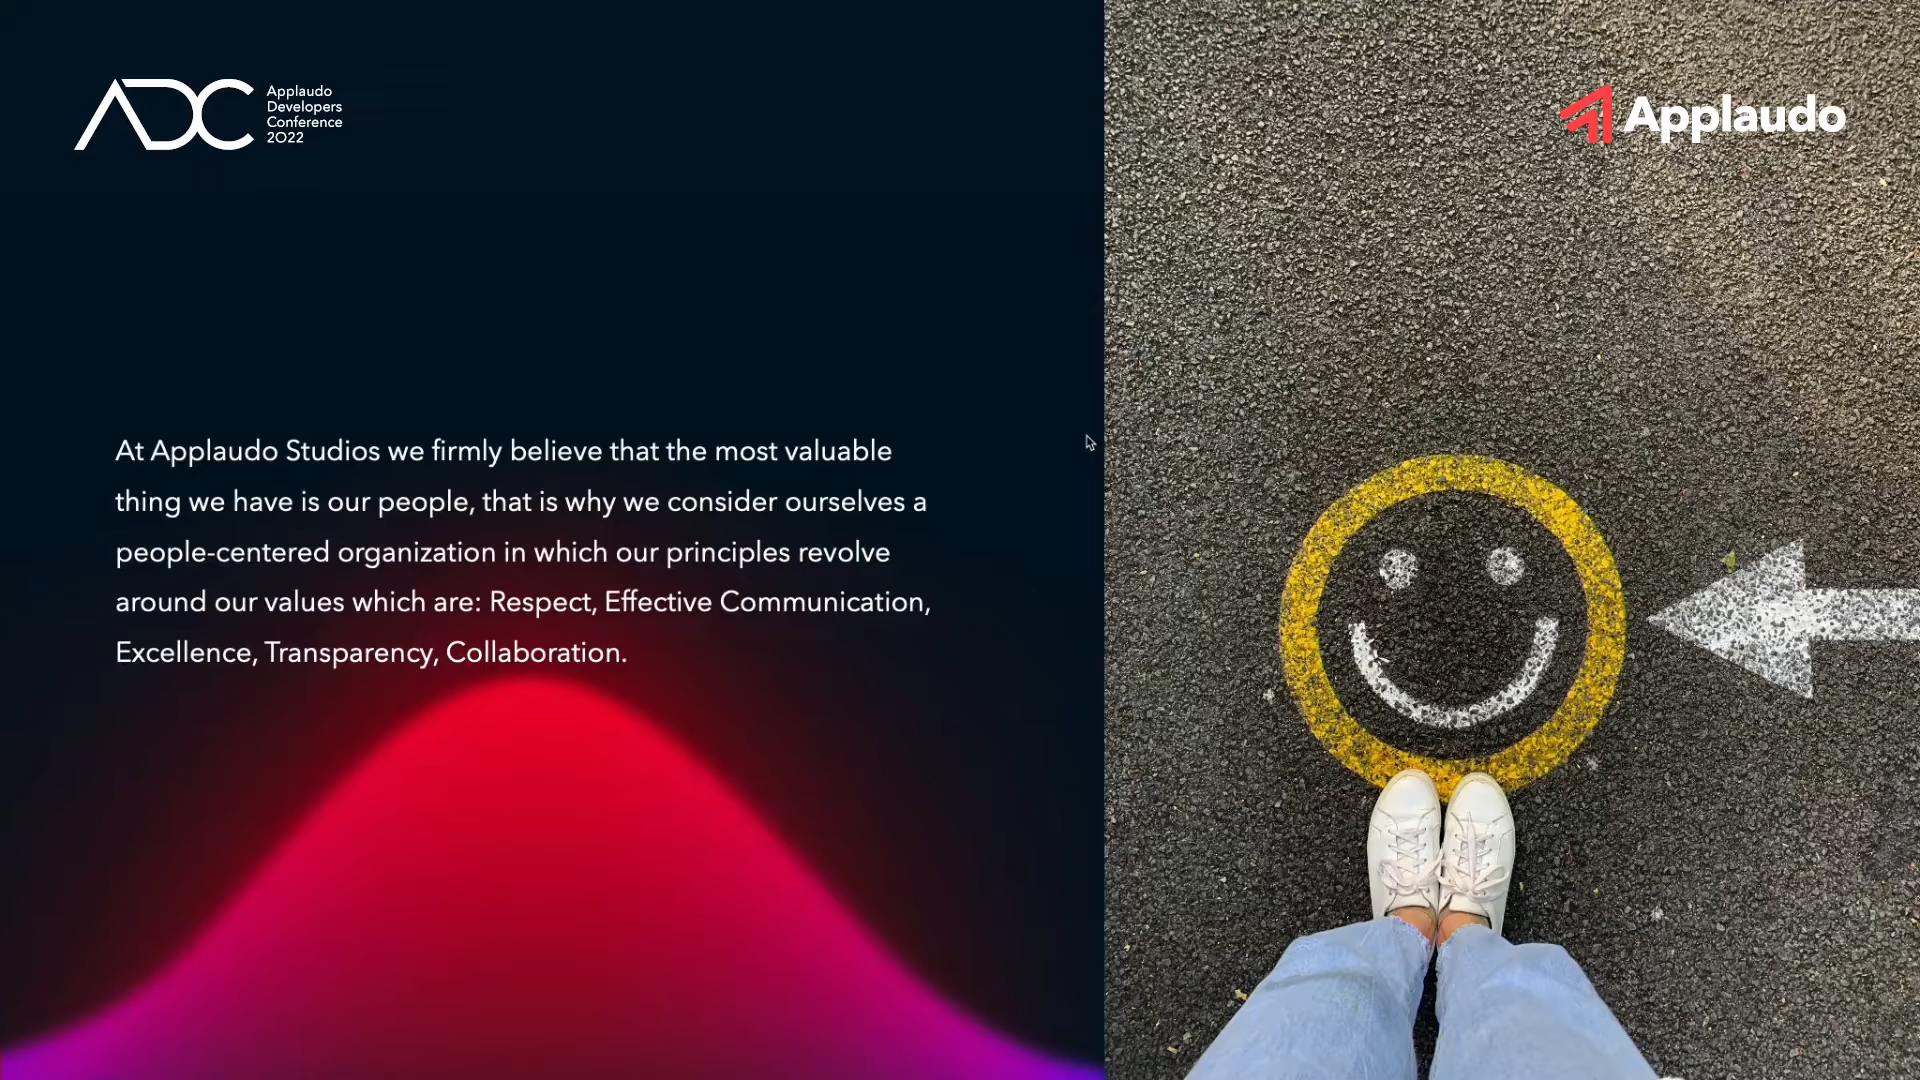 ADC
Applaudo
Developers
Conference
2022
Applaudo
At Applaudo Studios we firmly believe that the most valuable
thing we have is our people, that is why we consider ourselves a
people-centered organization in which our principles revolve
around our values which are: Respect, Effective Communication,
Excellence, Transparency, Collaboration.